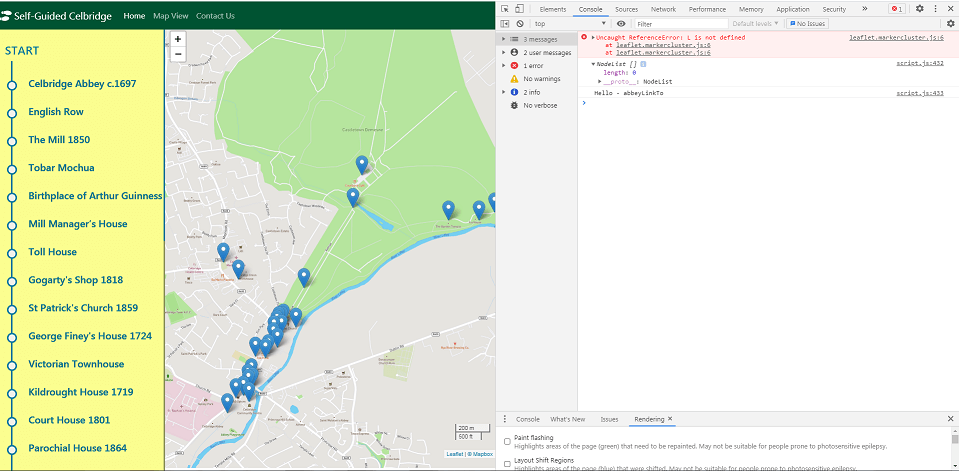 Self-Guided Celbridge Home Map View Contact Us
START
Celbridge Abbey c.1697
English Row
The Mill 1850
Tobar Mochua
Birthplace of Arthur Guinness
Mill Manager's House
Toll House
Gogarty's Shop 1818
St Patrick's Church 1859
George Finey's House 1724
Victorian Townhouse
Kildrought House 1719
Court House 1801
Parochial House 1864
+
−
Castletown Demesne
200 m
500 ft
Leaflet | © Mapbox
Elements Console Sources Network Performance Memory Application Security » 1
top Filter Default levels No Issues
3 messages
2 user messages
1 error
No warnings
2 info
No verbose
Uncaught ReferenceError: L is not defined leaflet.markercluster.js:6
at leaflet.markercluster.js:6
at leaflet.markercluster.js:6
NodeList [] script.js:432
length: 0
__proto__: NodeList
Hello - abbeyLinkTo script.js:433
Console What's New Issues Rendering
Paint flashing
Highlights areas of the page (green) that need to be repainted. May not be suitable for people prone to photosensitive epilepsy.
Layout Shift Regions
Highlights areas of the page (blue) that were shifted. May not be suitable for people prone to photosensitive epilepsy.